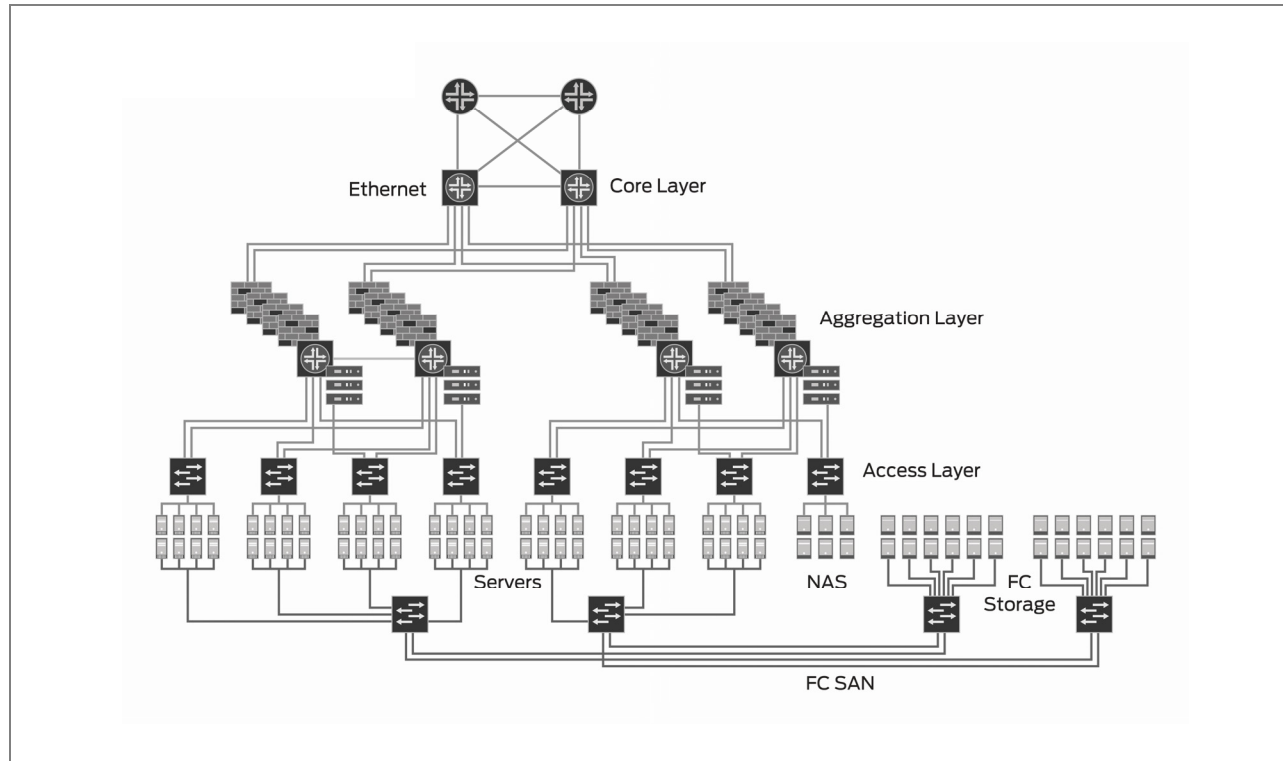 Ethernet
Core Layer
Aggregation Layer
Access Layer
Servers
NAS
FC
Storage
FC SAN